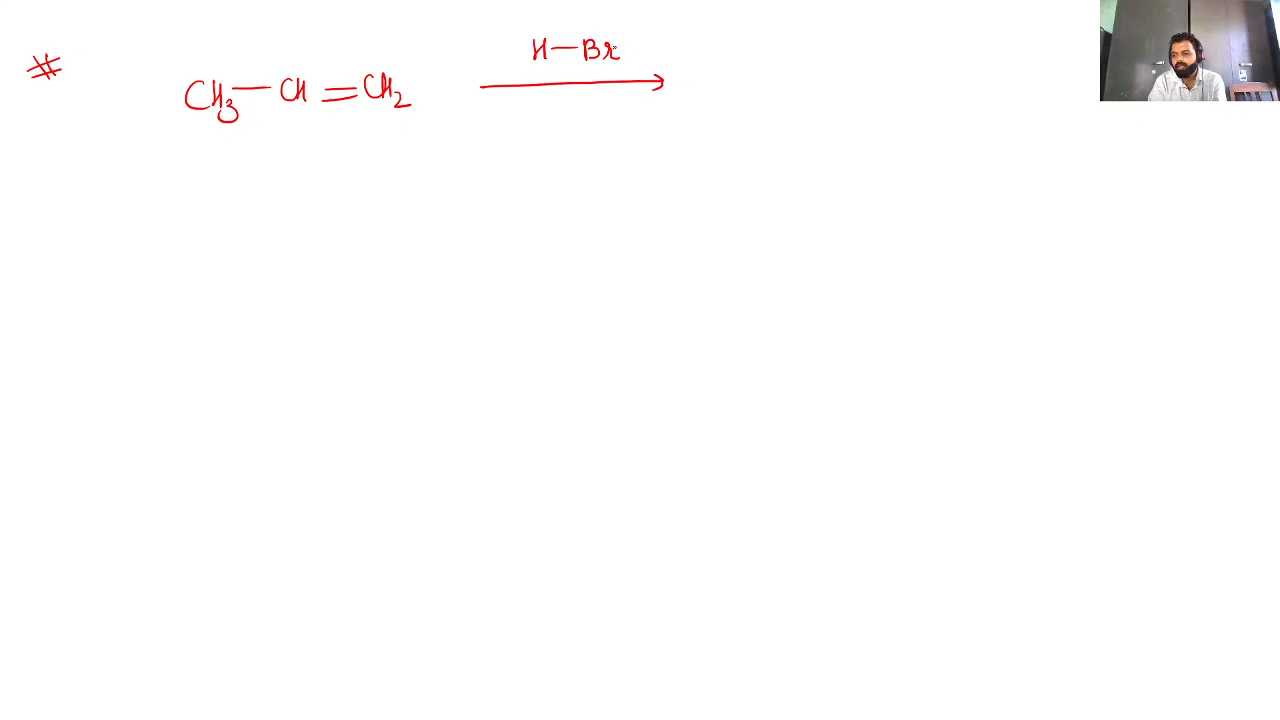 # CH3—CH=CH2 H—Br →